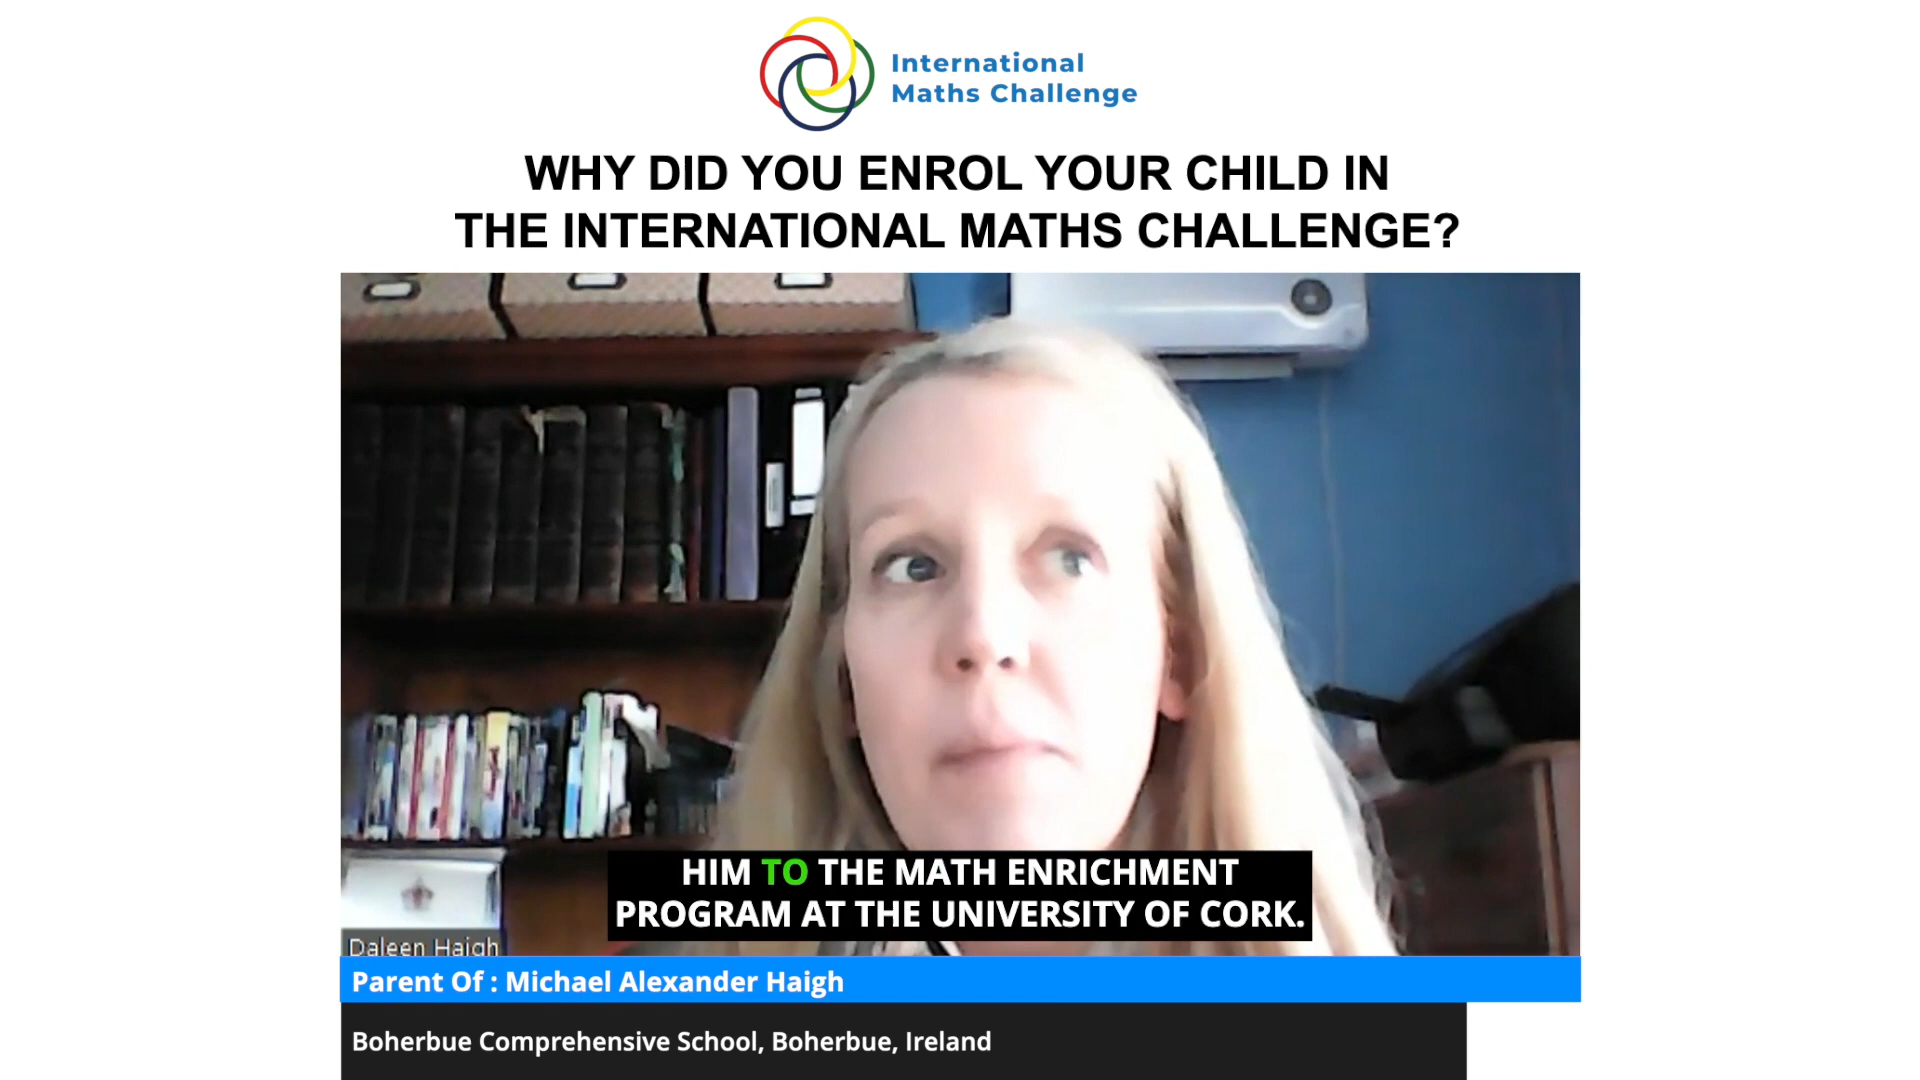 International
Maths Challenge
WHY DID YOU ENROL YOUR CHILD IN
THE INTERNATIONAL MATHS CHALLENGE?
HIM TO THE MATH ENRICHMENT
PROGRAM AT THE UNIVERSITY OF CORK.
Daleen Haigh
Parent Of : Michael Alexander Haigh
Boherbue Comprehensive School, Boherbue, Ireland